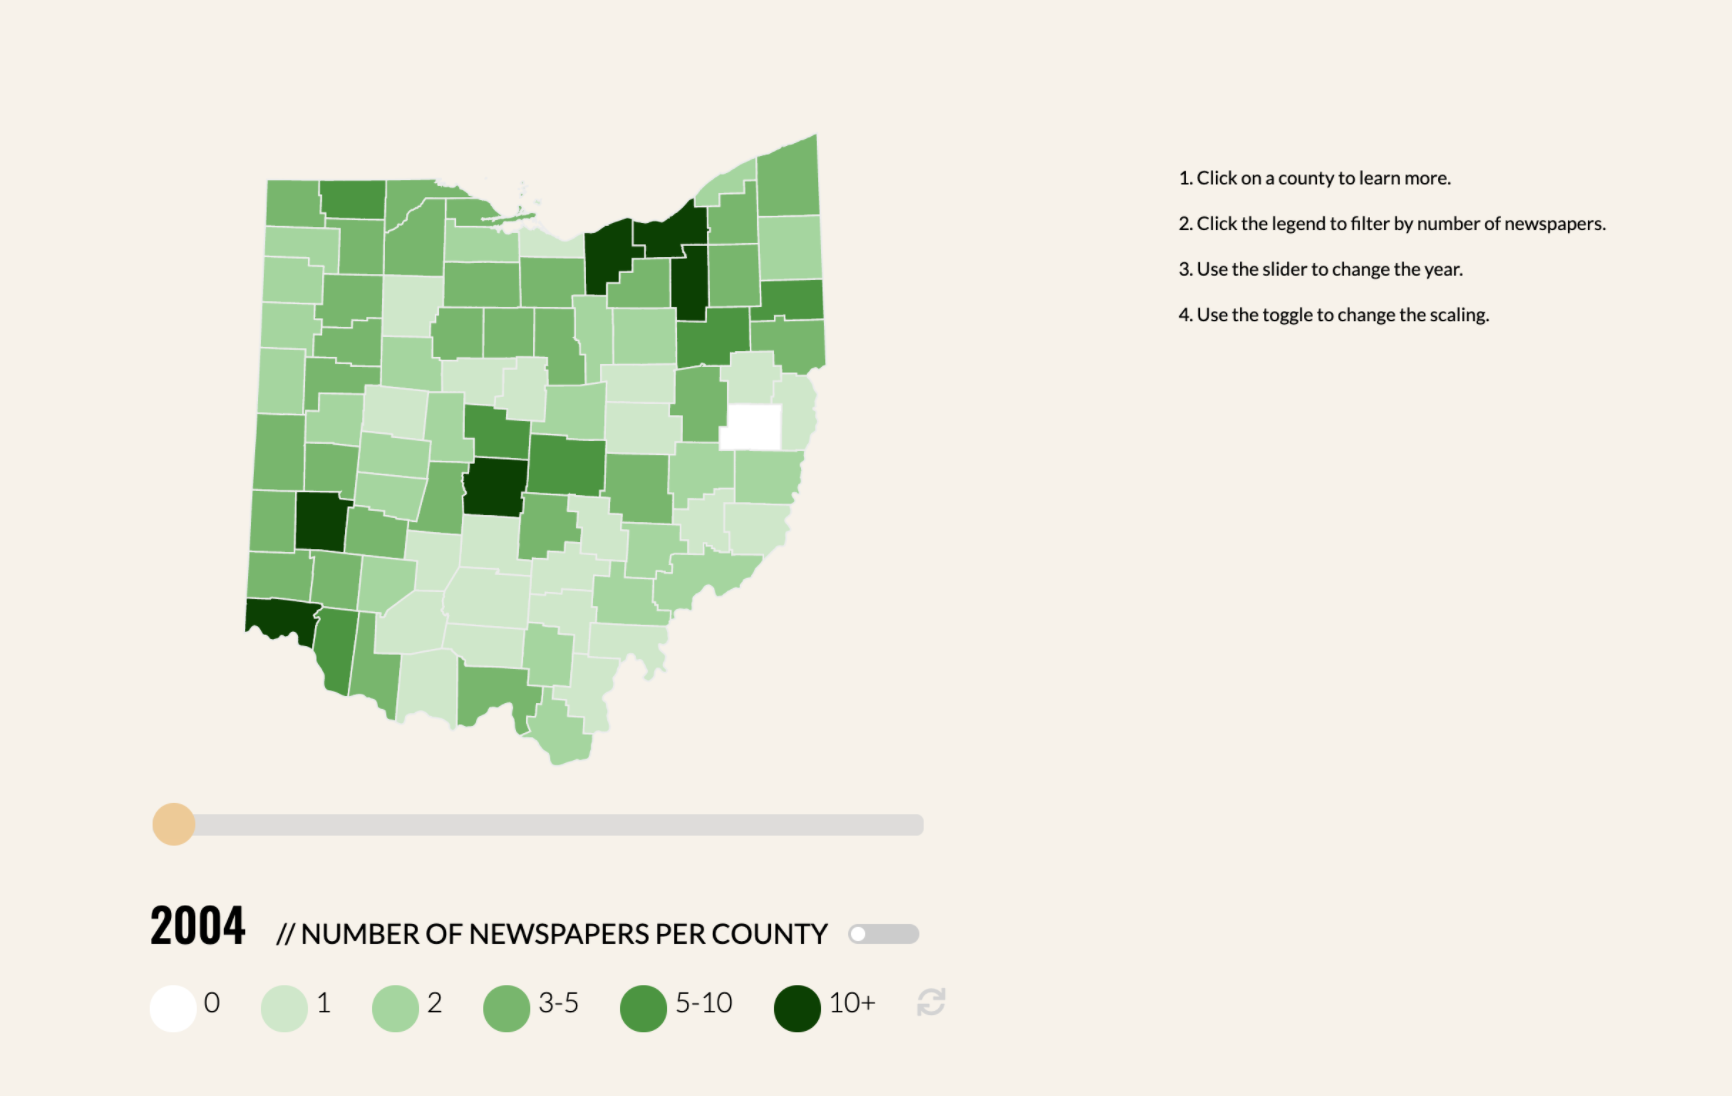 1. Click on a county to learn more.
2. Click the legend to filter by number of newspapers.
3. Use the slider to change the year.
4. Use the toggle to change the scaling.
2004 // NUMBER OF NEWSPAPERS PER COUNTY
0 1 2 3-5 5-10 10+